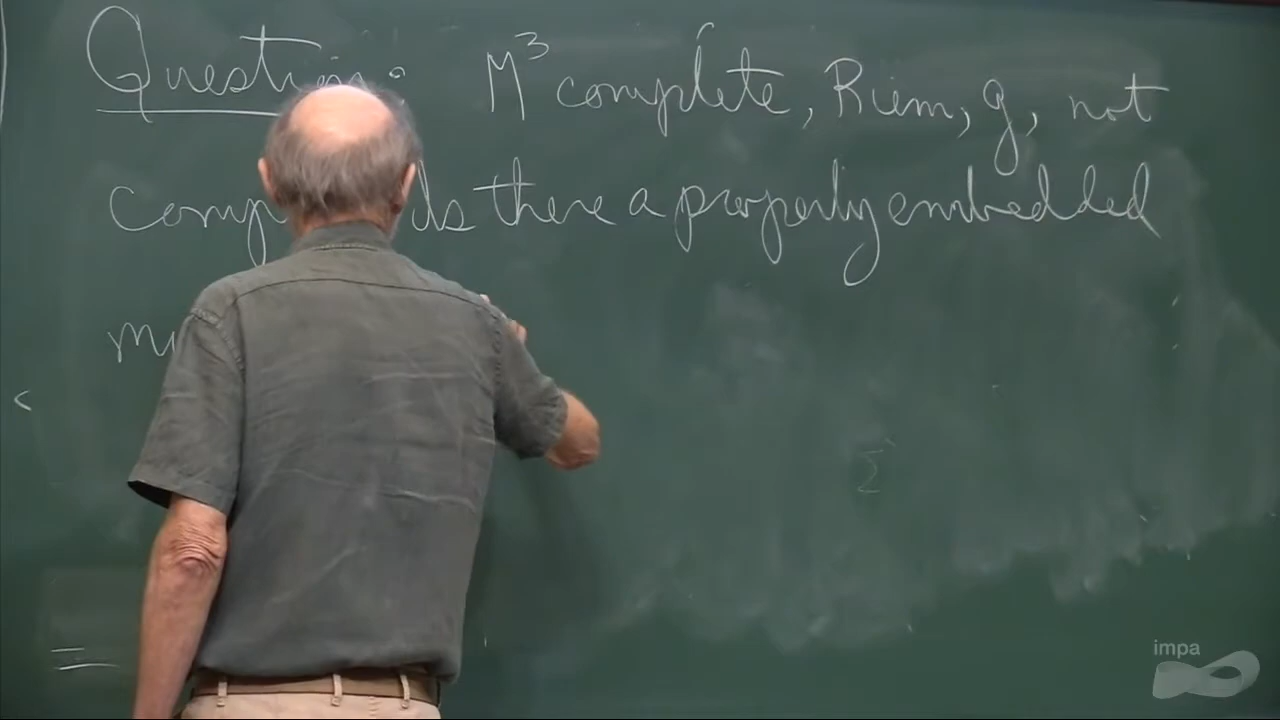 Question: M³ complete, Riem, g, not
comp Is there a properly embedded
m
<
Σ
=
impa